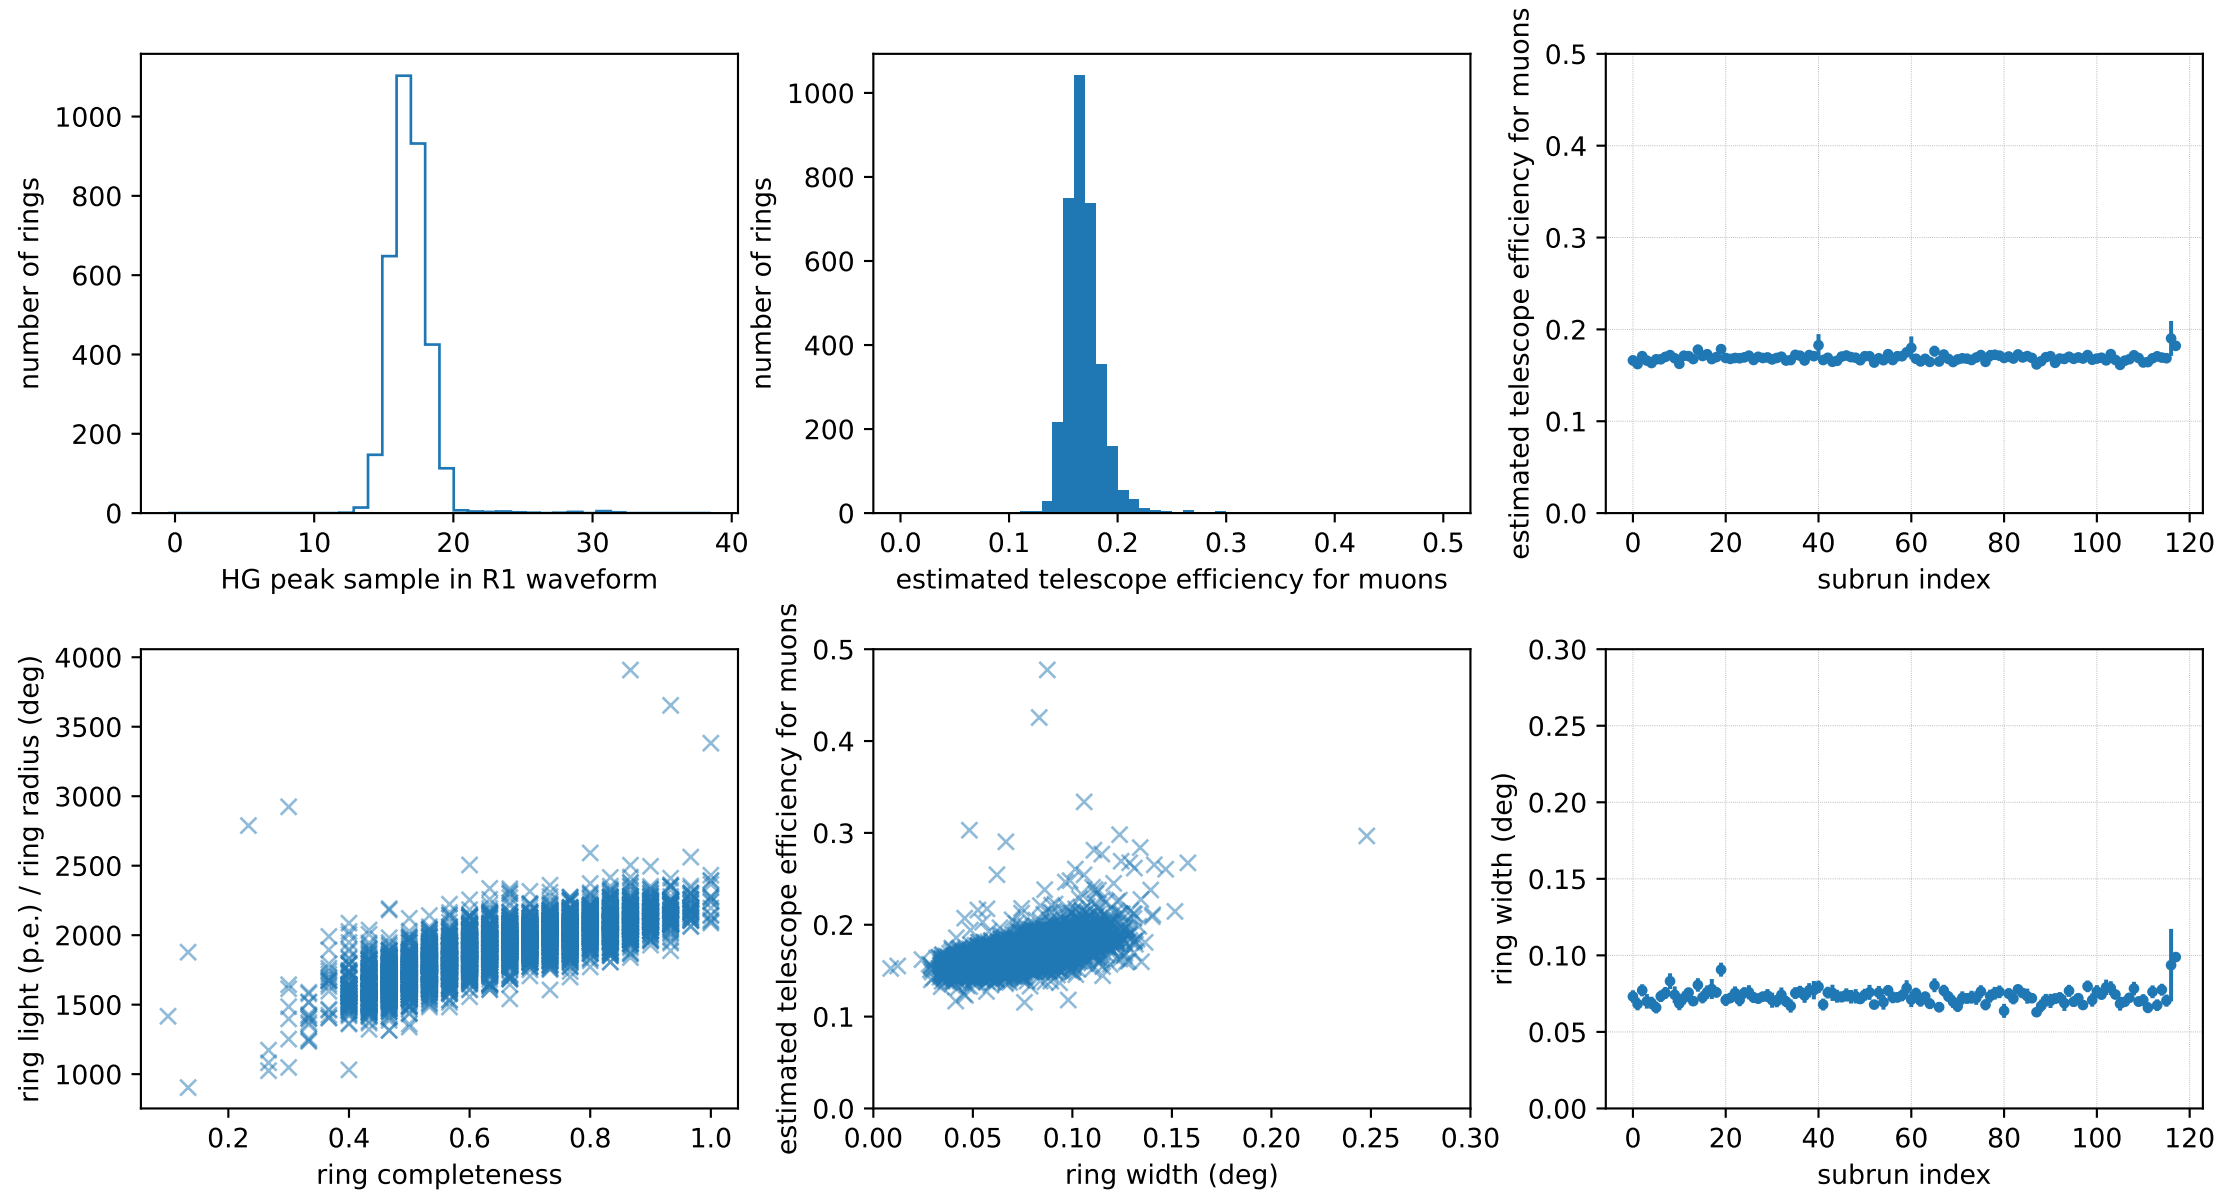 number of rings
1000
800
600
400
200
0
0 10 20 30 40
HG peak sample in R1 waveform
number of rings
1000
800
600
400
200
0
0.0 0.1 0.2 0.3 0.4 0.5
estimated telescope efficiency for muons
estimated telescope efficiency for muons
0.5
0.4
0.3
0.2
0.1
0.0
0 20 40 60 80 100 120
subrun index
ring light (p.e.) / ring radius (deg)
4000
3500
3000
2500
2000
1500
1000
0.2 0.4 0.6 0.8 1.0
ring completeness
estimated telescope efficiency for muons
0.5
0.4
0.3
0.2
0.1
0.0
0.00 0.05 0.10 0.15 0.20 0.25 0.30
ring width (deg)
ring width (deg)
0.30
0.25
0.20
0.15
0.10
0.05
0.00
0 20 40 60 80 100 120
subrun index